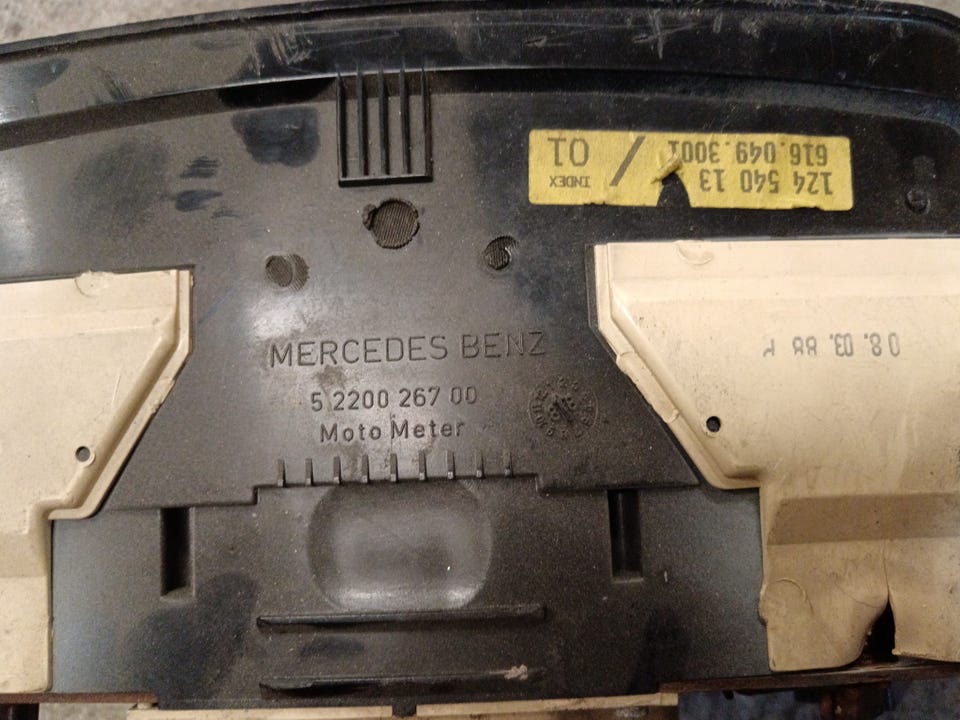 124 540 13
INDEX
616.049.3001 / 01
08.03.88
MERCEDES BENZ
5 2200 267 00
Moto Meter